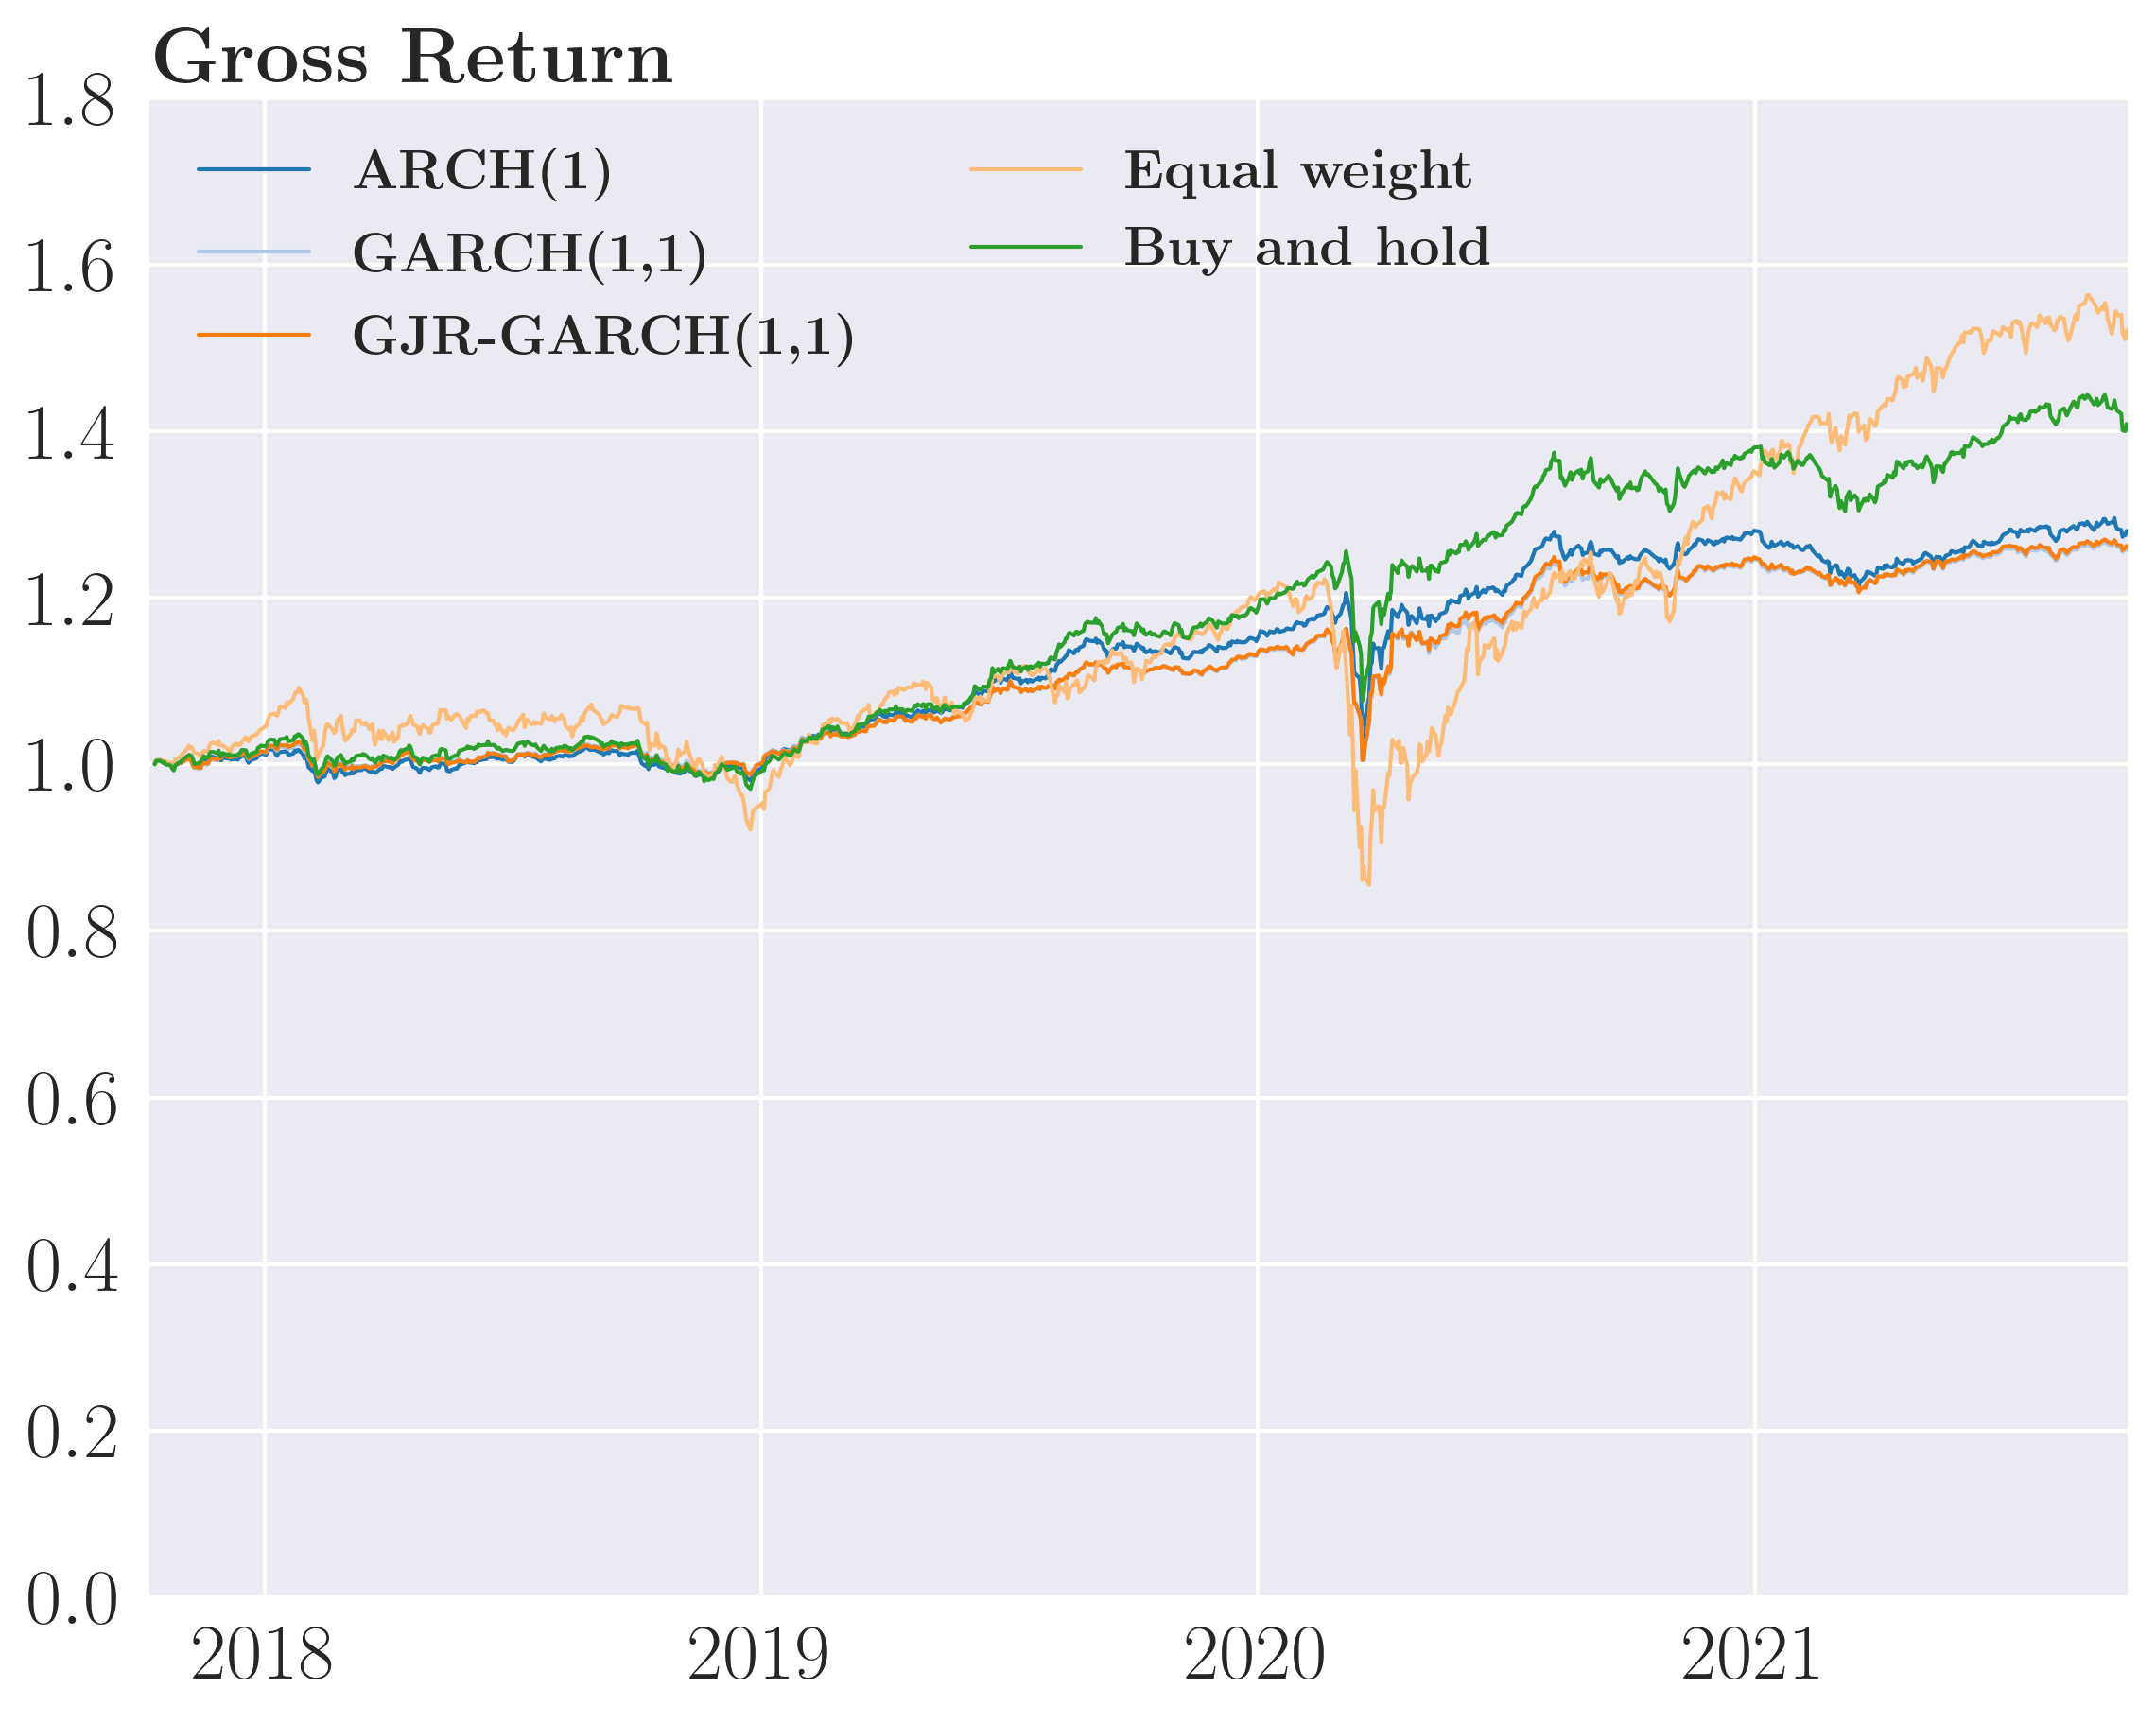 Gross Return
1.8
1.6
1.4
1.2
1.0
0.8
0.6
0.4
0.2
0.0
ARCH(1)
GARCH(1,1)
GJR-GARCH(1,1)
Equal weight
Buy and hold
2018 2019 2020 2021